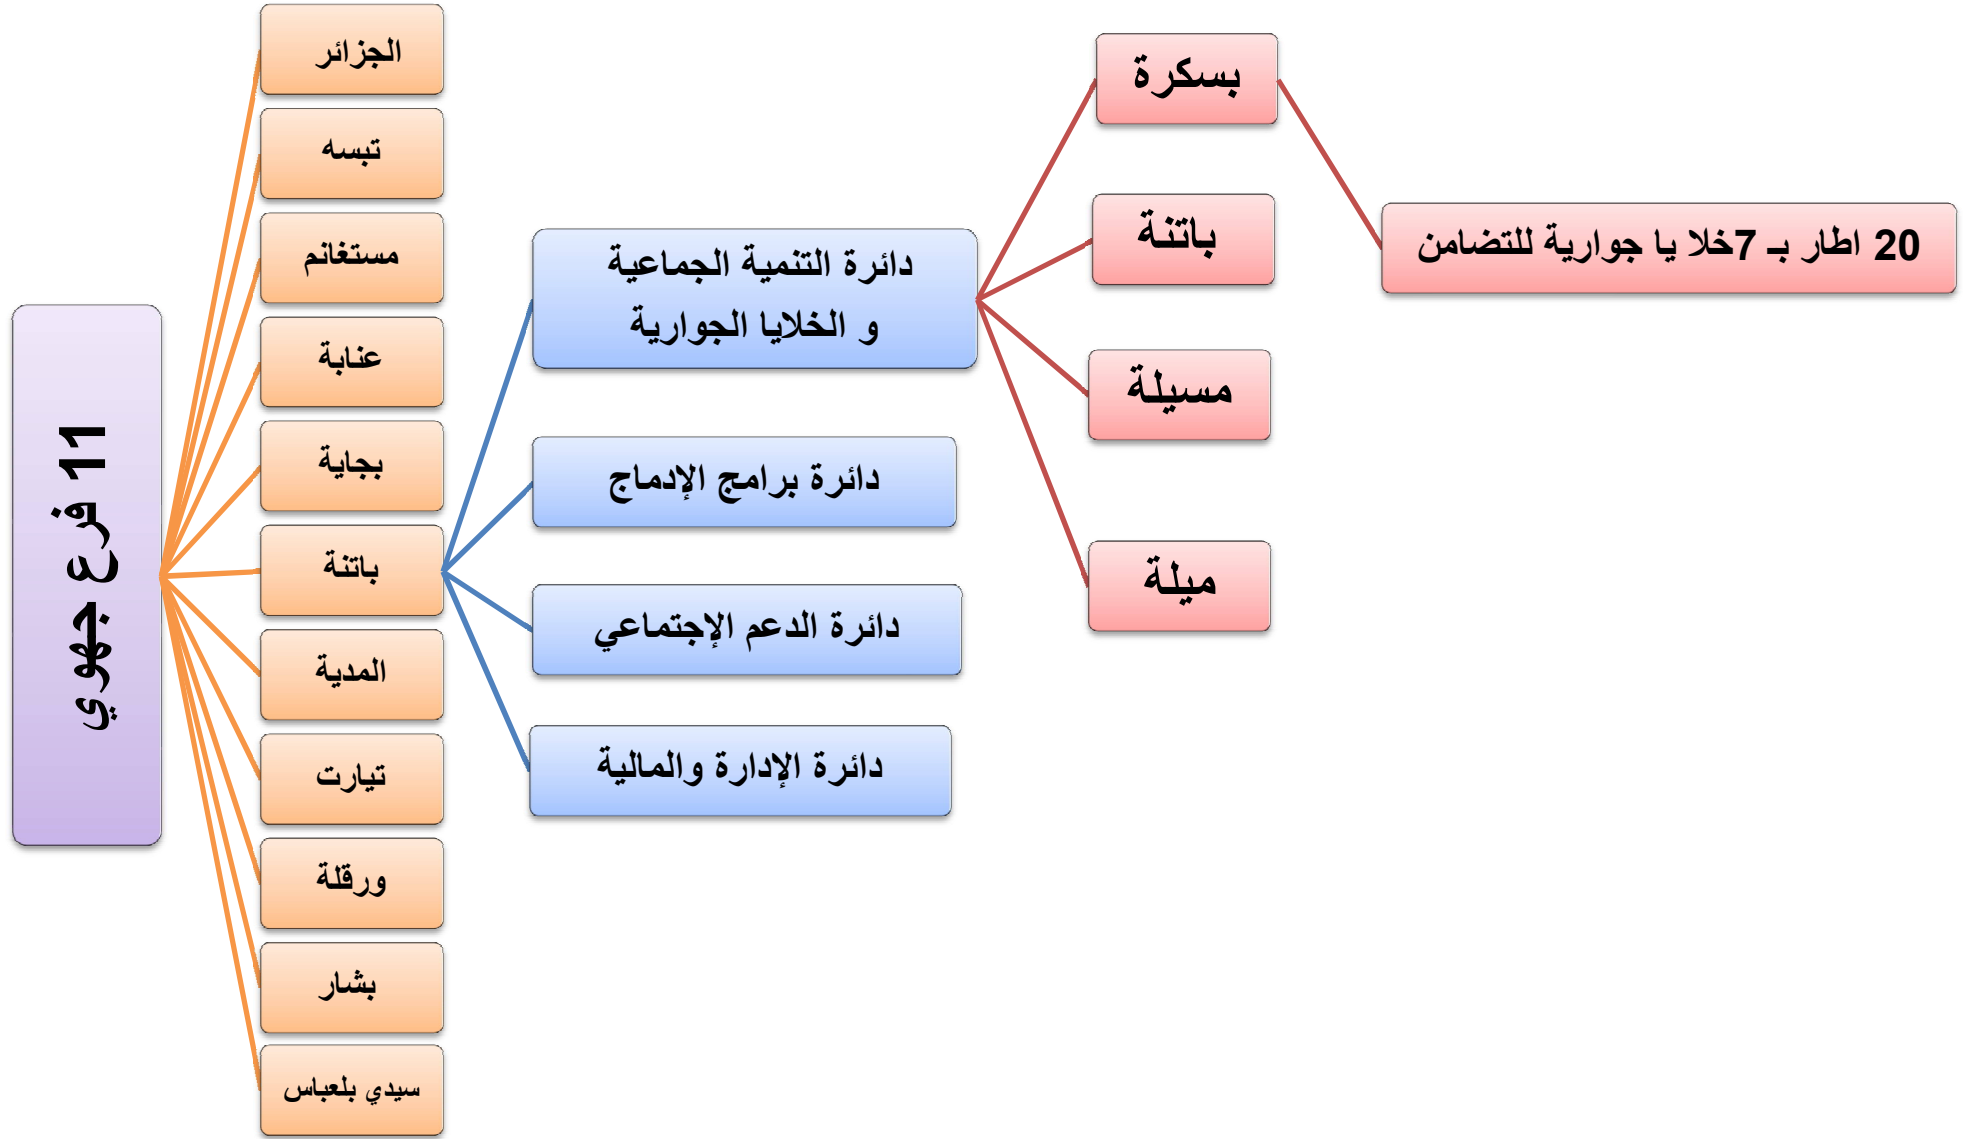 11 فرع جهوي
الجزائر
تبسه
مستغانم
عنابة
بجاية
باتنة
المدية
تيارت
ورقلة
بشار
سيدي بلعباس
دائرة التنمية الجماعية
و الخلايا الجوارية
دائرة برامج الإدماج
دائرة الدعم الإجتماعي
دائرة الإدارة والمالية
بسكرة
باتنة
مسيلة
ميلة
20 اطار بـ 7خلا يا جوارية للتضامن